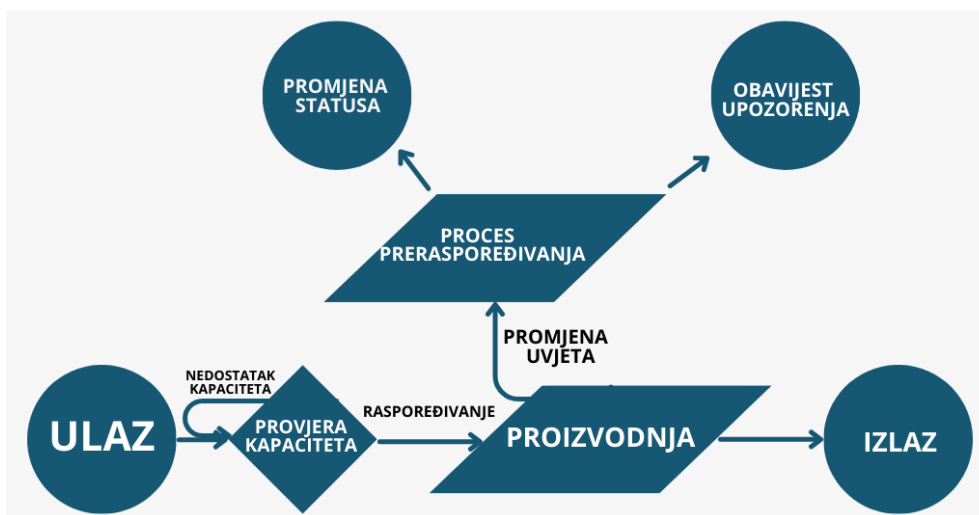 PROMJENA
STATUSA
OBAVIJEST
UPOZORENJA
PROCES
PRERASPOREĐIVANJA
PROMJENA
UVJETA
NEDOSTATAK
KAPACITETA
ULAZ
PROVJERA
KAPACITETA
RASPOREĐIVANJE
PROIZVODNJA
IZLAZ